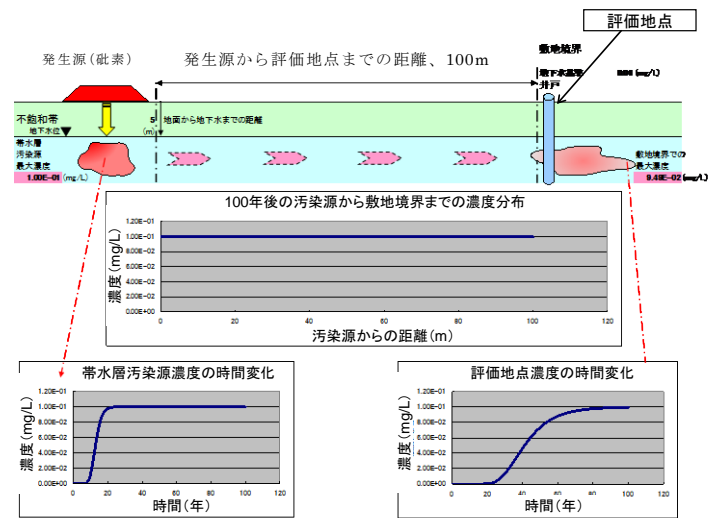 評価地点
発生源(砒素)
発生源から評価地点までの距離、100m
敷地境界
井戸
不飽和帯
地下水位
5
(m)
地面から地下水までの距離
帯水層
汚染源
最大濃度
1.00E-01 (mg/L)
敷地境界での
最大濃度
9.48E-02 (mg/L)
100年後の汚染源から敷地境界までの濃度分布
濃度(mg/L)
1.20E-01
1.00E-01
8.00E-02
6.00E-02
4.00E-02
2.00E-02
0.00E+00
0 20 40 60 80 100 120
汚染源からの距離(m)
帯水層汚染源濃度の時間変化
濃度(mg/L)
1.20E-01
1.00E-01
8.00E-02
6.00E-02
4.00E-02
2.00E-02
0.00E+00
0 20 40 60 80 100 120
時間(年)
評価地点濃度の時間変化
濃度(mg/L)
1.20E-01
1.00E-01
8.00E-02
6.00E-02
4.00E-02
2.00E-02
0.00E+00
0 20 40 60 80 100 120
時間(年)